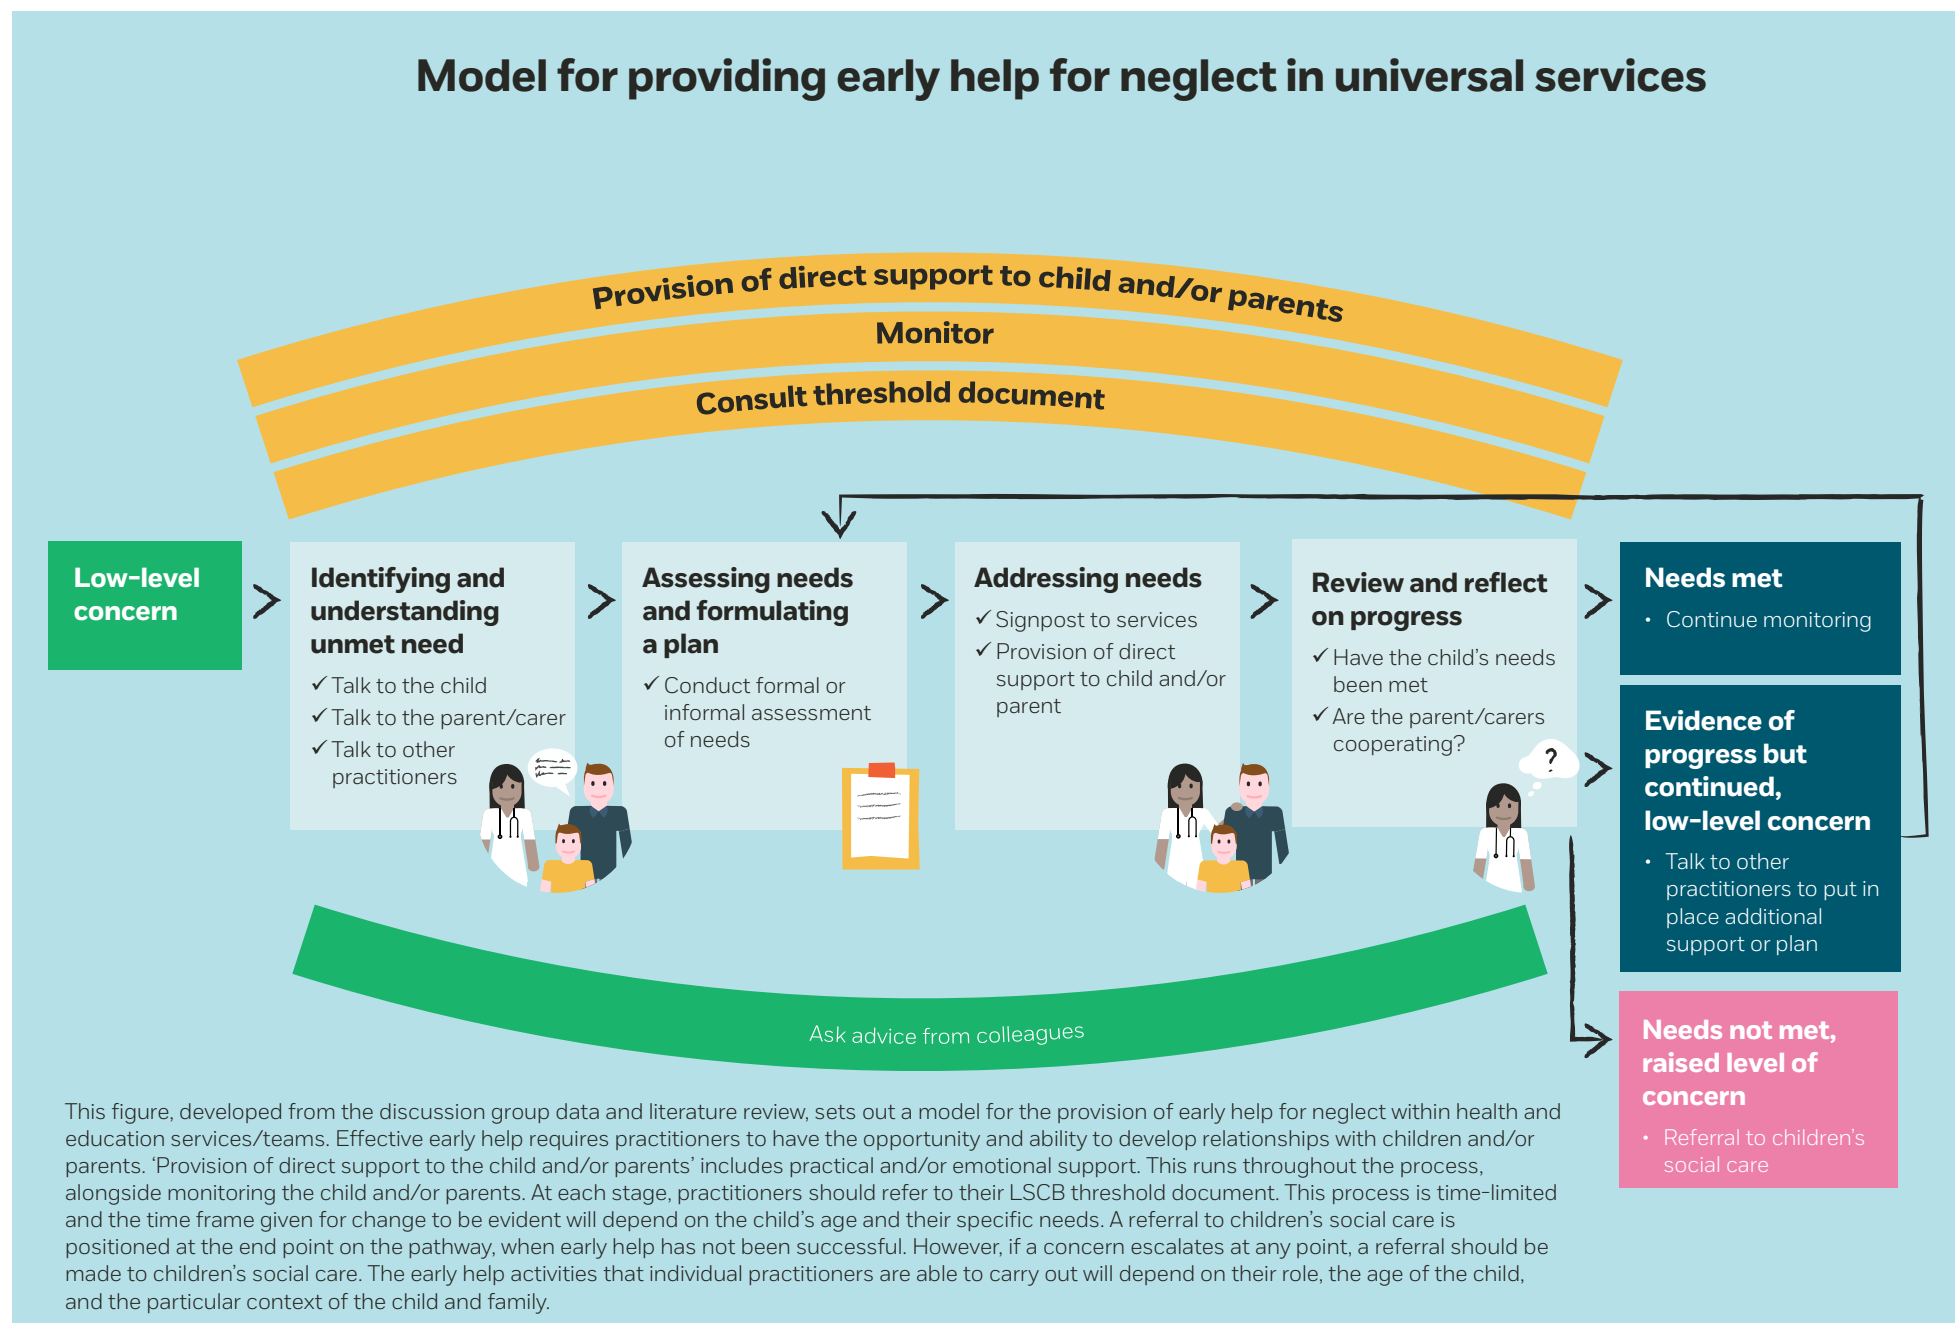 Model for providing early help for neglect in universal services
Provision of direct support to child and/or parents
Monitor
Consult threshold document
Low-level
concern
Identifying and
understanding
unmet need
✓ Talk to the child
✓ Talk to the parent/carer
✓ Talk to other
practitioners
Assessing needs
and formulating
a plan
✓ Conduct formal or
informal assessment
of needs
Addressing needs
✓ Signpost to services
✓ Provision of direct
support to child and/or
parent
Review and reflect
on progress
✓ Have the child’s needs
been met
✓ Are the parent/carers
cooperating?
?
Needs met
• Continue monitoring
Evidence of
progress but
continued,
low-level concern
• Talk to other
practitioners to put in
place additional
support or plan
Needs not met,
raised level of
concern
• Referral to children’s
social care
Ask advice from colleagues
This figure, developed from the discussion group data and literature review, sets out a model for the provision of early help for neglect within health and
education services/teams. Effective early help requires practitioners to have the opportunity and ability to develop relationships with children and/or
parents. ‘Provision of direct support to the child and/or parents’ includes practical and/or emotional support. This runs throughout the process,
alongside monitoring the child and/or parents. At each stage, practitioners should refer to their LSCB threshold document. This process is time-limited
and the time frame given for change to be evident will depend on the child’s age and their specific needs. A referral to children’s social care is
positioned at the end point on the pathway, when early help has not been successful. However, if a concern escalates at any point, a referral should be
made to children’s social care. The early help activities that individual practitioners are able to carry out will depend on their role, the age of the child,
and the particular context of the child and family.